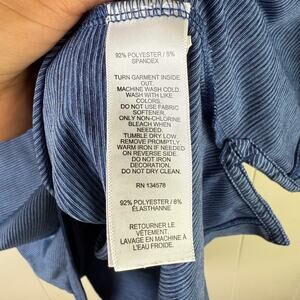 92% POLYESTER / 8%
SPANDEX
TURN GARMENT INSIDE
OUT.
MACHINE WASH COLD.
WASH WITH LIKE
COLORS.
DO NOT USE FABRIC
SOFTENER.
ONLY NON-CHLORINE
BLEACH WHEN
NEEDED.
TUMBLE DRY LOW.
REMOVE PROMPTLY
WARM IRON IF NEEDED
ON REVERSE SIDE.
DO NOT IRON
DECORATION.
DO NOT DRY CLEAN.
RN 134578
92% POLYESTER / 8%
ÉLASTHANNE
RETOURNER LE
VÊTEMENT.
LAVAGE EN MACHINE À
L'EAU FROIDE.